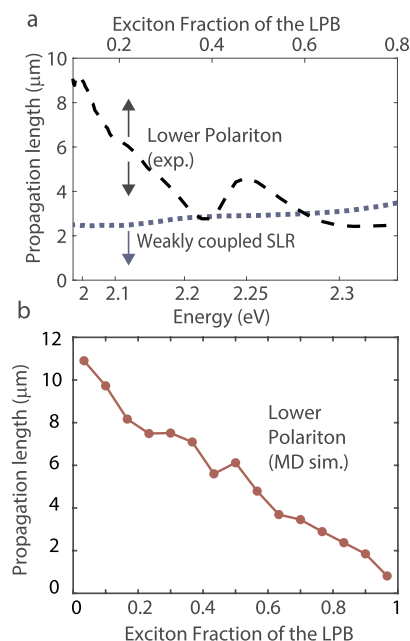 a
Exciton Fraction of the LPB
0 0.2 0.4 0.6 0.8
Propagation length (μm)
10
8
6
4
2
0
Lower Polariton
(exp.)
Weakly coupled SLR
2 2.1 2.2 2.25 2.3
Energy (eV)
b
Propagation length (μm)
12
10
8
6
4
2
0
Lower
Polariton
(MD sim.)
0 0.2 0.4 0.6 0.8 1
Exciton Fraction of the LPB